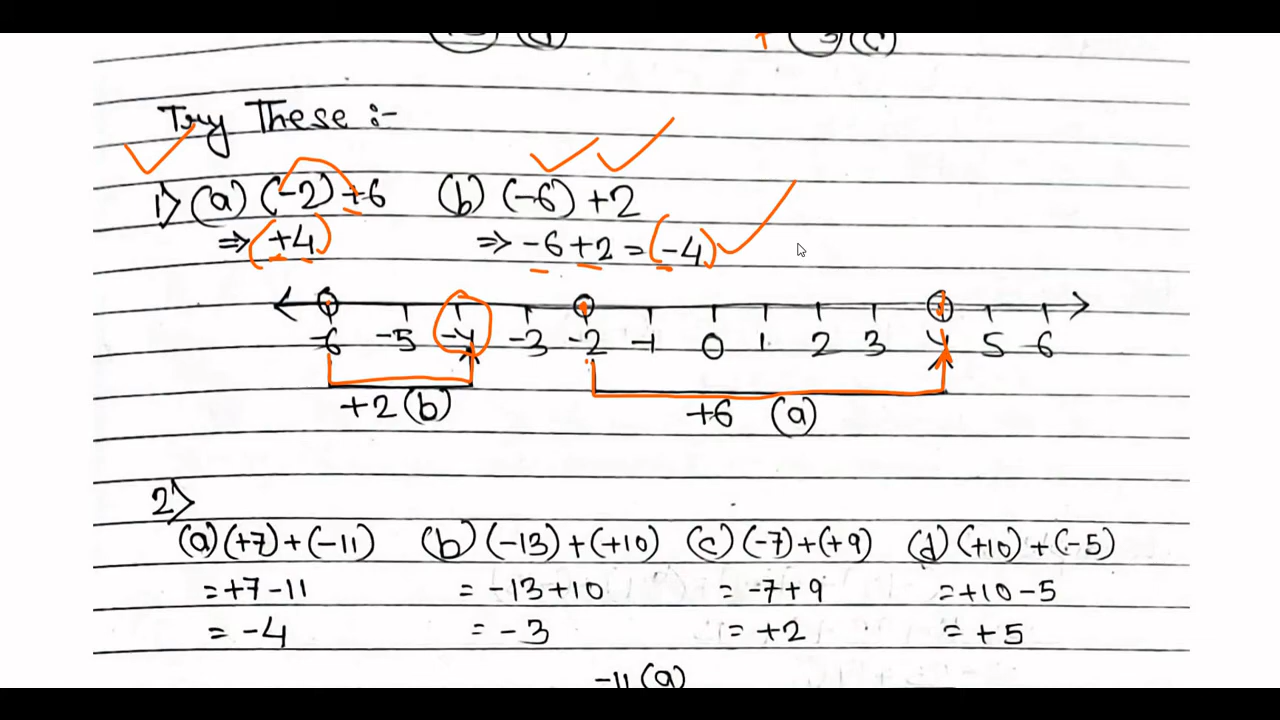 Try These :-
1) (a) (-2) +6 (b) (-6) +2
⇒ (+4) ⇒ -6 +2 = (-4)
-6 -5 -4 -3 -2 -1 0 1 2 3 4 5 6
+2 (b) +6 (a)
2)
(a) (+7) + (-11) (b) (-13) + (+10) (c) (-7) + (+9) (d) (+10) + (-5)
= +7 - 11 = -13 + 10 = -7 + 9 = +10 - 5
= -4 = -3 = +2 = +5
-11 (a)